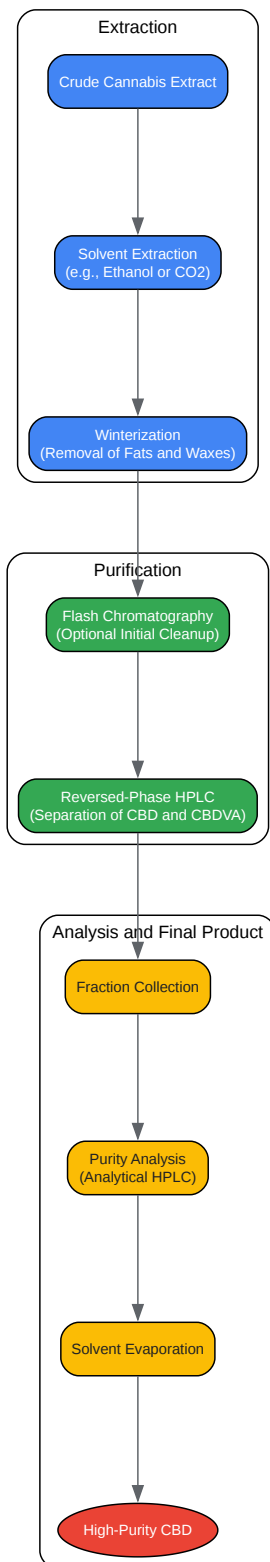 Extraction
Crude Cannabis Extract
Solvent Extraction
(e.g., Ethanol or CO2)
Winterization
(Removal of Fats and Waxes)
Purification
Flash Chromatography
(Optional Initial Cleanup)
Reversed-Phase HPLC
(Separation of CBD and CBDVA)
Analysis and Final Product
Fraction Collection
Purity Analysis
(Analytical HPLC)
Solvent Evaporation
High-Purity CBD